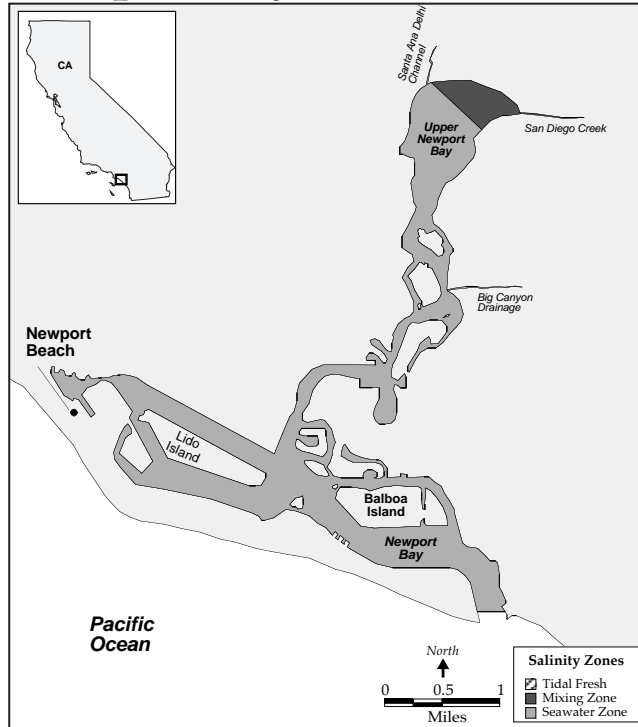 CA
Santa Ana Delhi
Channel
Upper
Newport
Bay
San Diego Creek
Big Canyon
Drainage
Newport
Beach
Lido
Island
Balboa
Island
Newport
Bay
Pacific
Ocean
North
0 0.5 1
Miles
Salinity Zones
Tidal Fresh
Mixing Zone
Seawater Zone